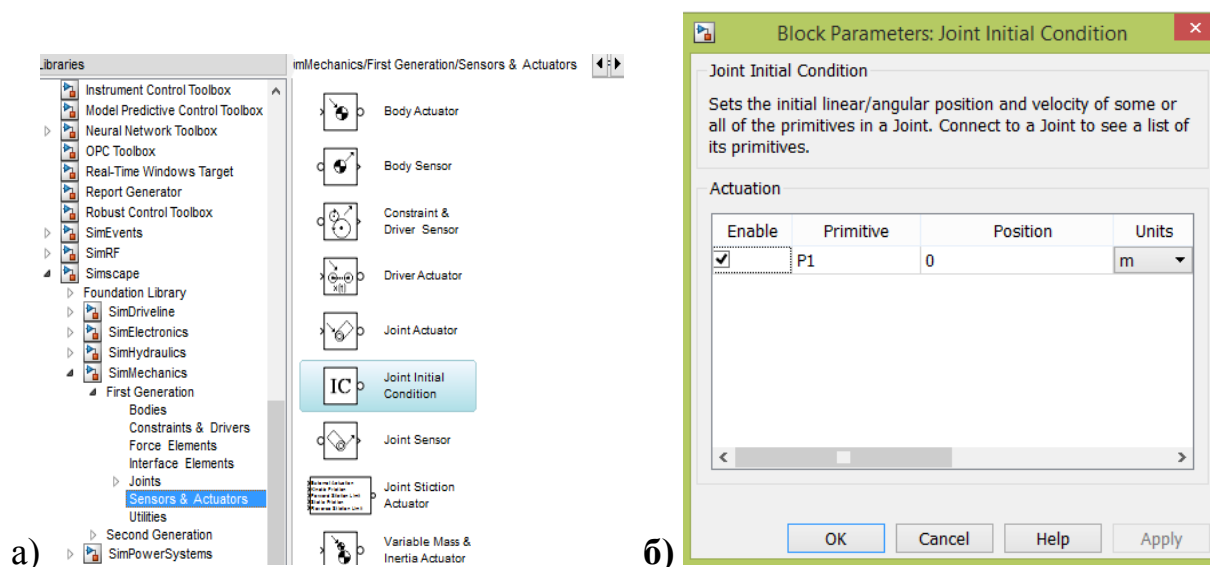 Libraries
Instrument Control Toolbox
Model Predictive Control Toolbox
Neural Network Toolbox
OPC Toolbox
Real-Time Windows Target
Report Generator
Robust Control Toolbox
SimEvents
SimRF
Simscape
Foundation Library
SimDriveline
SimElectronics
SimHydraulics
SimMechanics
First Generation
Bodies
Constraints & Drivers
Force Elements
Interface Elements
Joints
Sensors & Actuators
Utilities
Second Generation
SimPowerSystems
а)
imMechanics/First Generation/Sensors & Actuators
Body Actuator
Body Sensor
Constraint &
Driver Sensor
x(t)
Driver Actuator
Joint Actuator
IC
Joint Initial
Condition
Joint Sensor
Joint Stiction
Actuator
Variable Mass &
Inertia Actuator
б)
Block Parameters: Joint Initial Condition
Joint Initial Condition
Sets the initial linear/angular position and velocity of some or
all of the primitives in a Joint. Connect to a Joint to see a list of
its primitives.
Actuation
Enable Primitive Position Units
P1 0 m
OK Cancel Help Apply